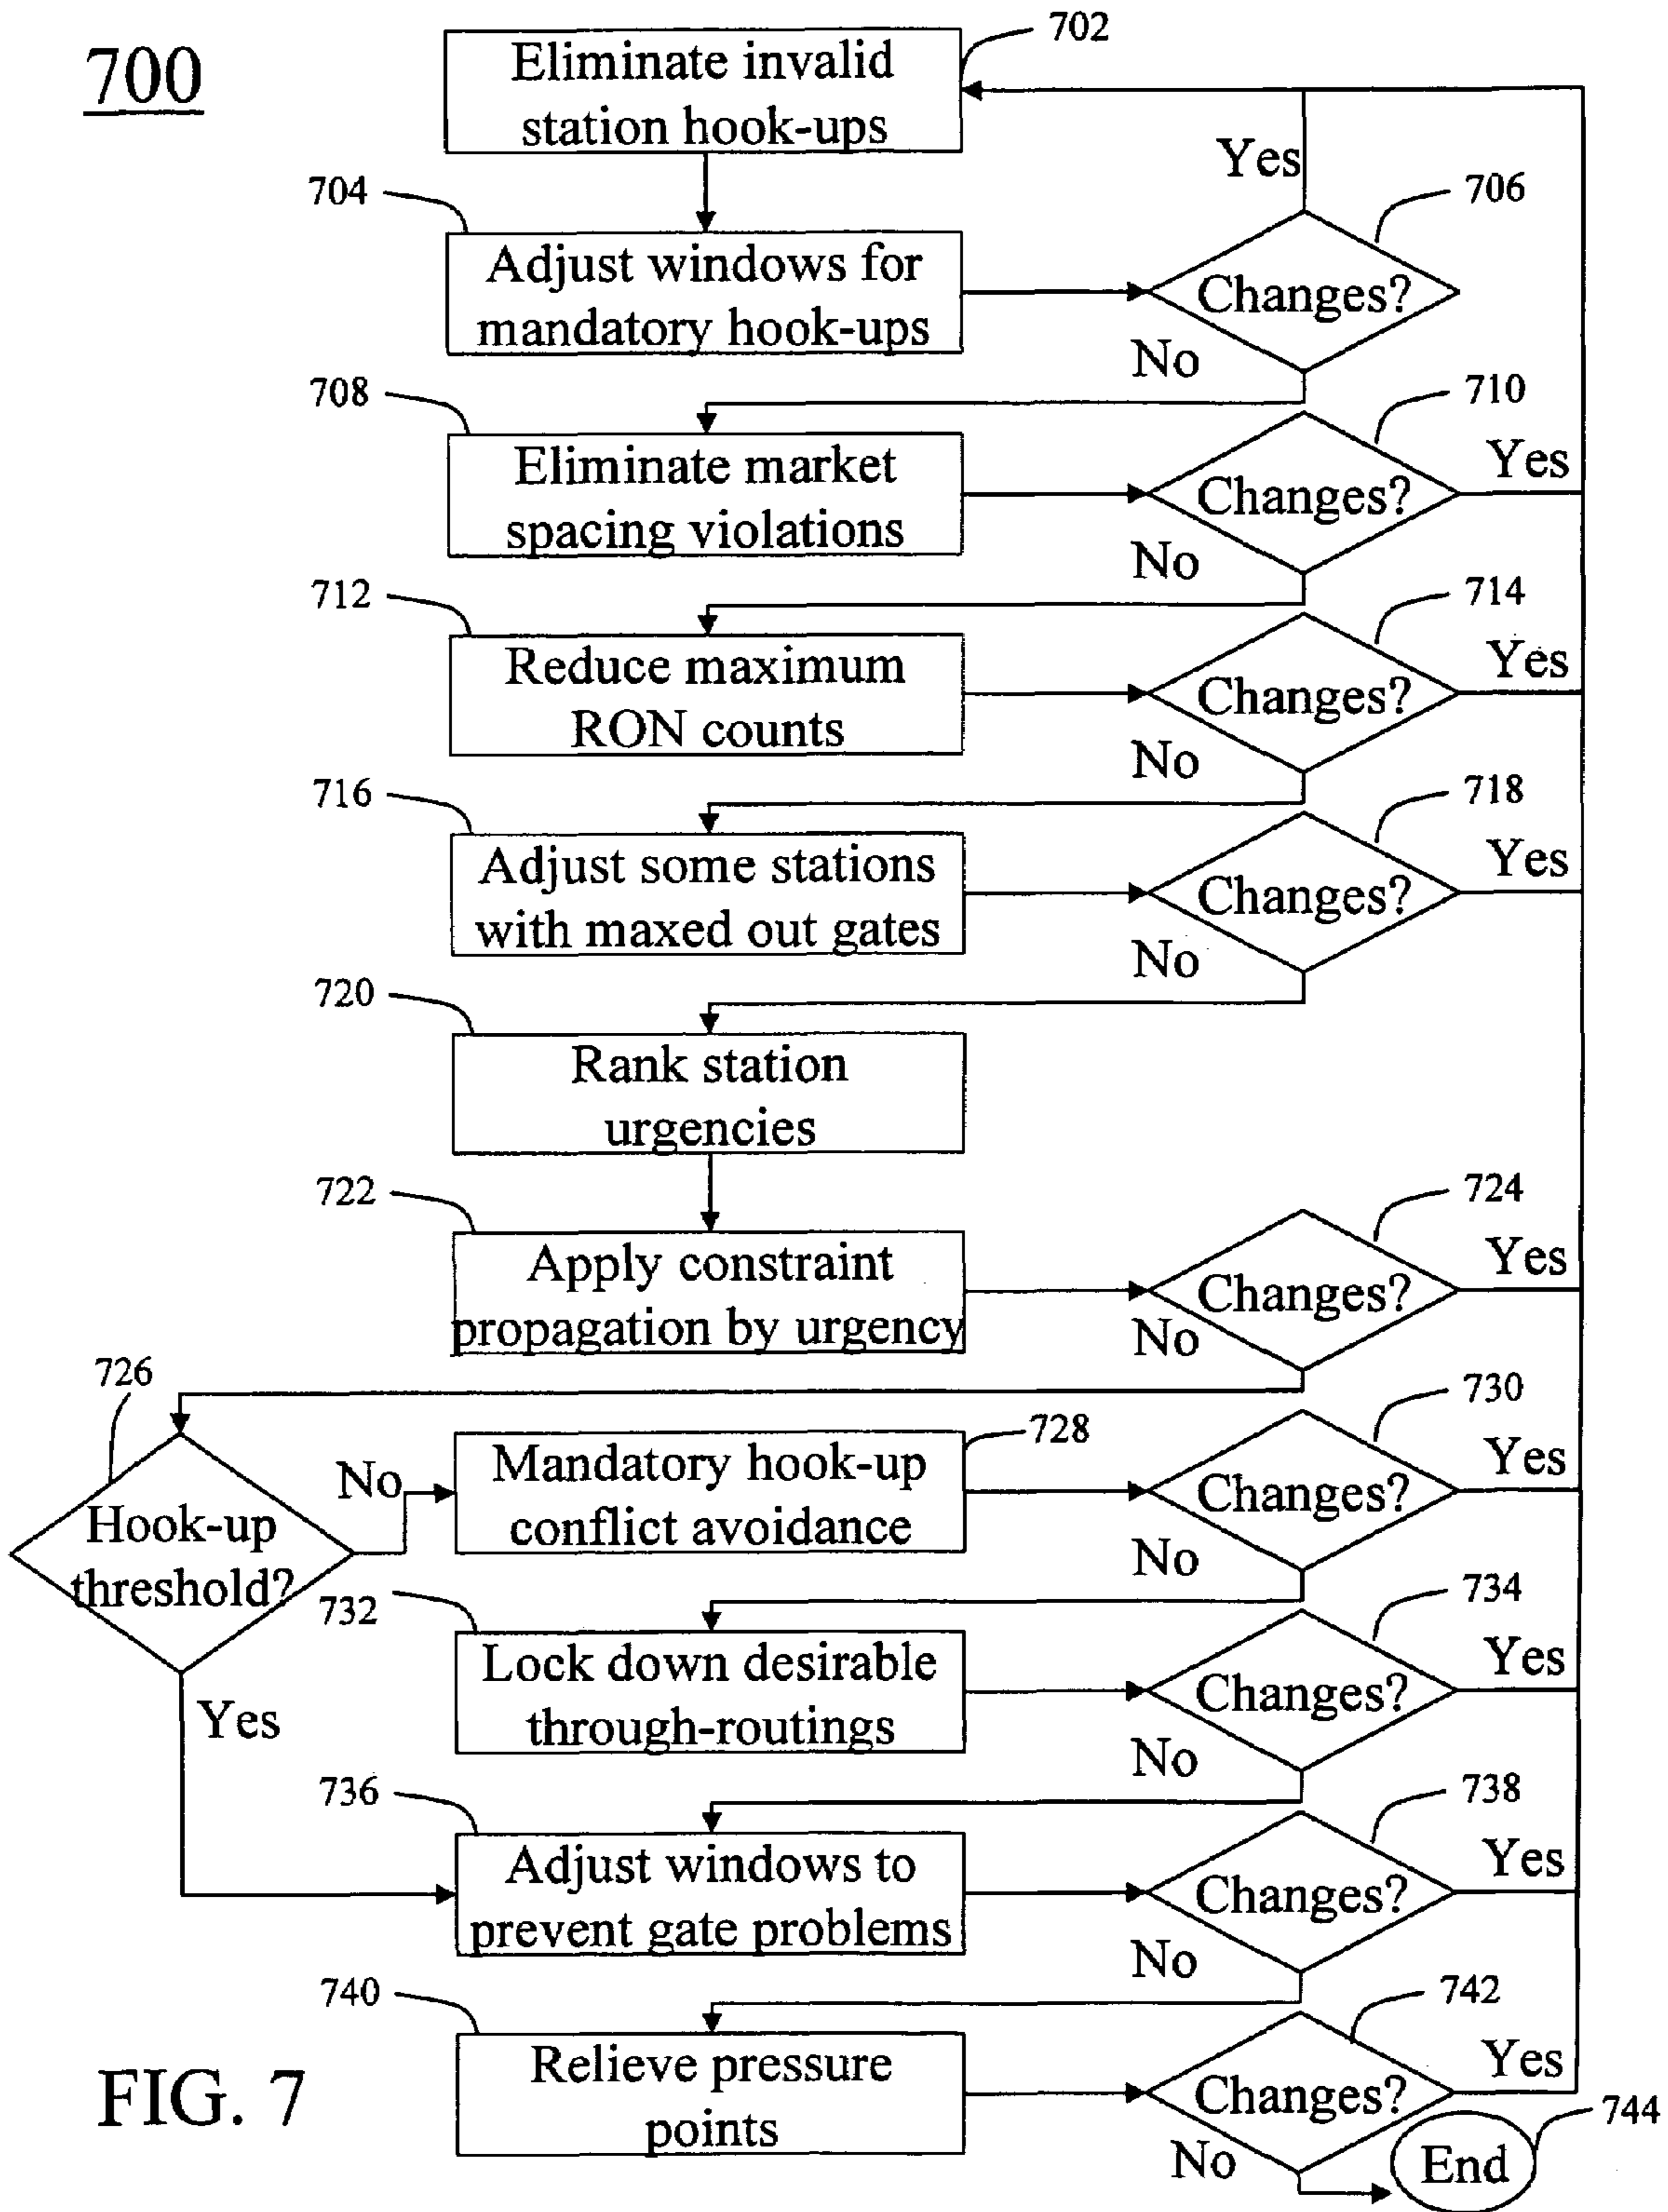 700
702
Eliminate invalid
station hook-ups
Yes
704
706
Adjust windows for
mandatory hook-ups
Changes?
No
708
710
Eliminate market
spacing violations
Changes?
Yes
No
712
714
Reduce maximum
RON counts
Changes?
Yes
No
716
718
Adjust some stations
with maxed out gates
Changes?
Yes
No
720
Rank station
urgencies
722
724
Apply constraint
propagation by urgency
Changes?
Yes
No
726
Hook-up
threshold?
No
Yes
728
730
Mandatory hook-up
conflict avoidance
Changes?
Yes
No
732
734
Lock down desirable
through-routings
Changes?
Yes
No
736
738
Adjust windows to
prevent gate problems
Changes?
Yes
No
740
742
Relieve pressure
points
Changes?
Yes
No
744
End
FIG. 7